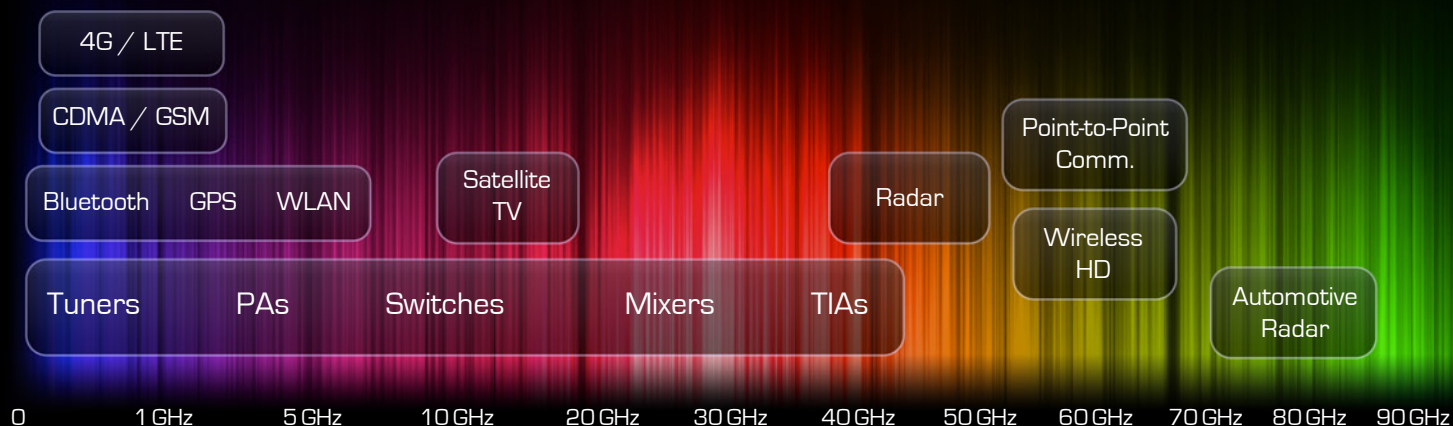 4G / LTE
CDMA / GSM
Bluetooth GPS WLAN
Satellite
TV
Radar
Point-to-Point
Comm.
Wireless
HD
Tuners PAs Switches Mixers TIAs
Automotive
Radar
0 1 GHz 5 GHz 10 GHz 20 GHz 30 GHz 40 GHz 50 GHz 60 GHz 70 GHz 80 GHz 90 GHz